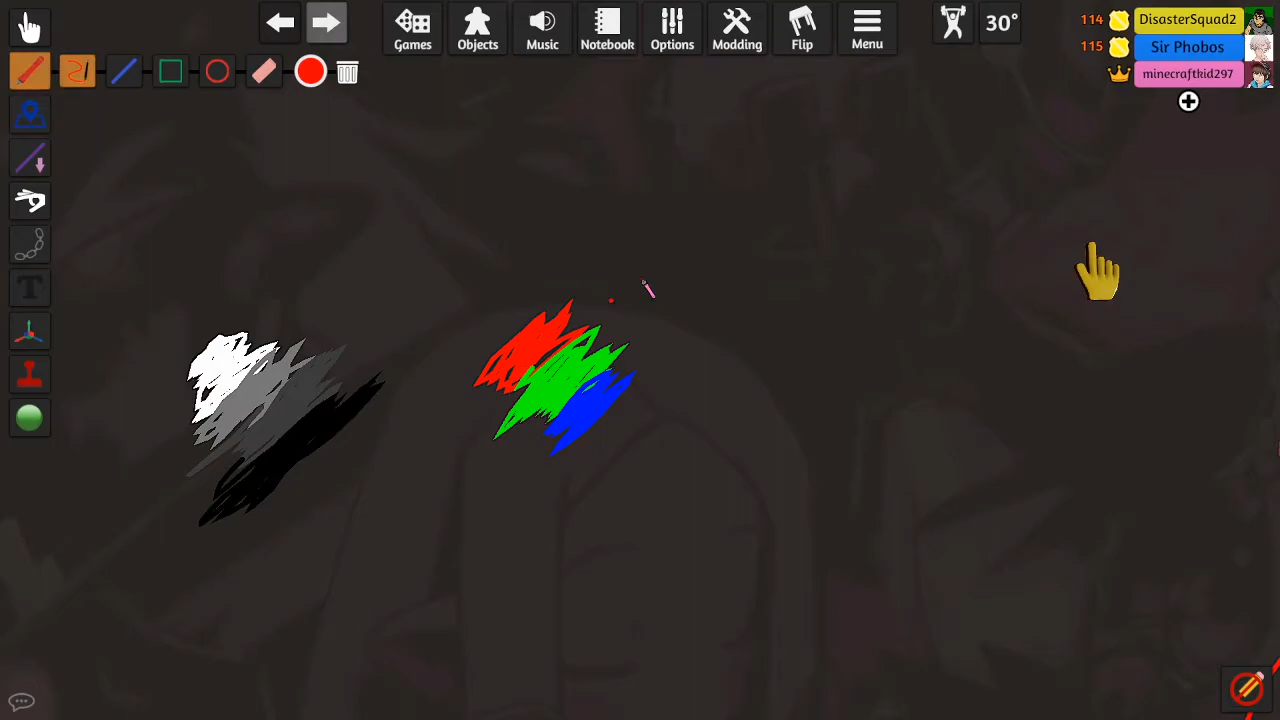 30°
Games Objects Music Notebook Options Modding Flip Menu
114 DisasterSquad2
115 Sir Phobos
minecraftkid297
T